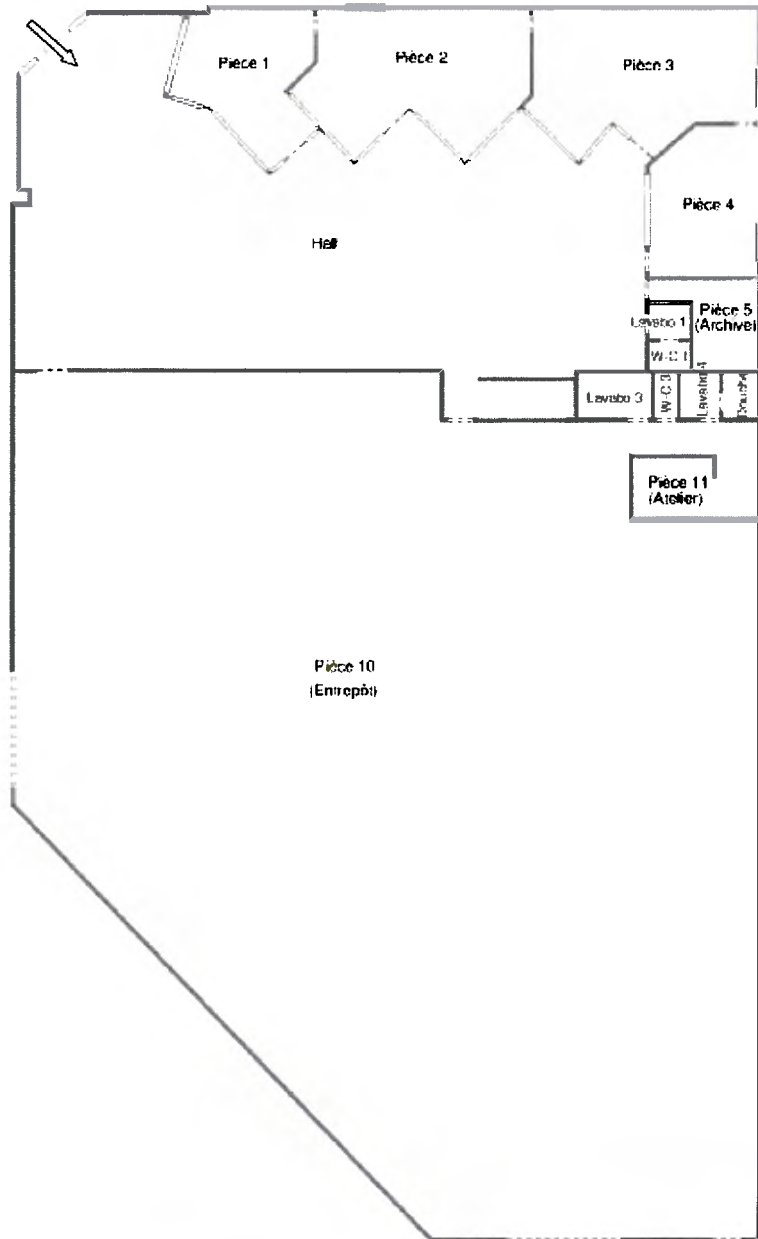 Pièce 1
Pièce 2
Pièce 3
Pièce 4
Hall
Pièce 5
(Archive)
Lavabo 1
W-C 1
Lavabo 3
W-C 3
Lavabo 4
Douche
Pièce 11
(Atelier)
Pièce 10
(Entrepôt)